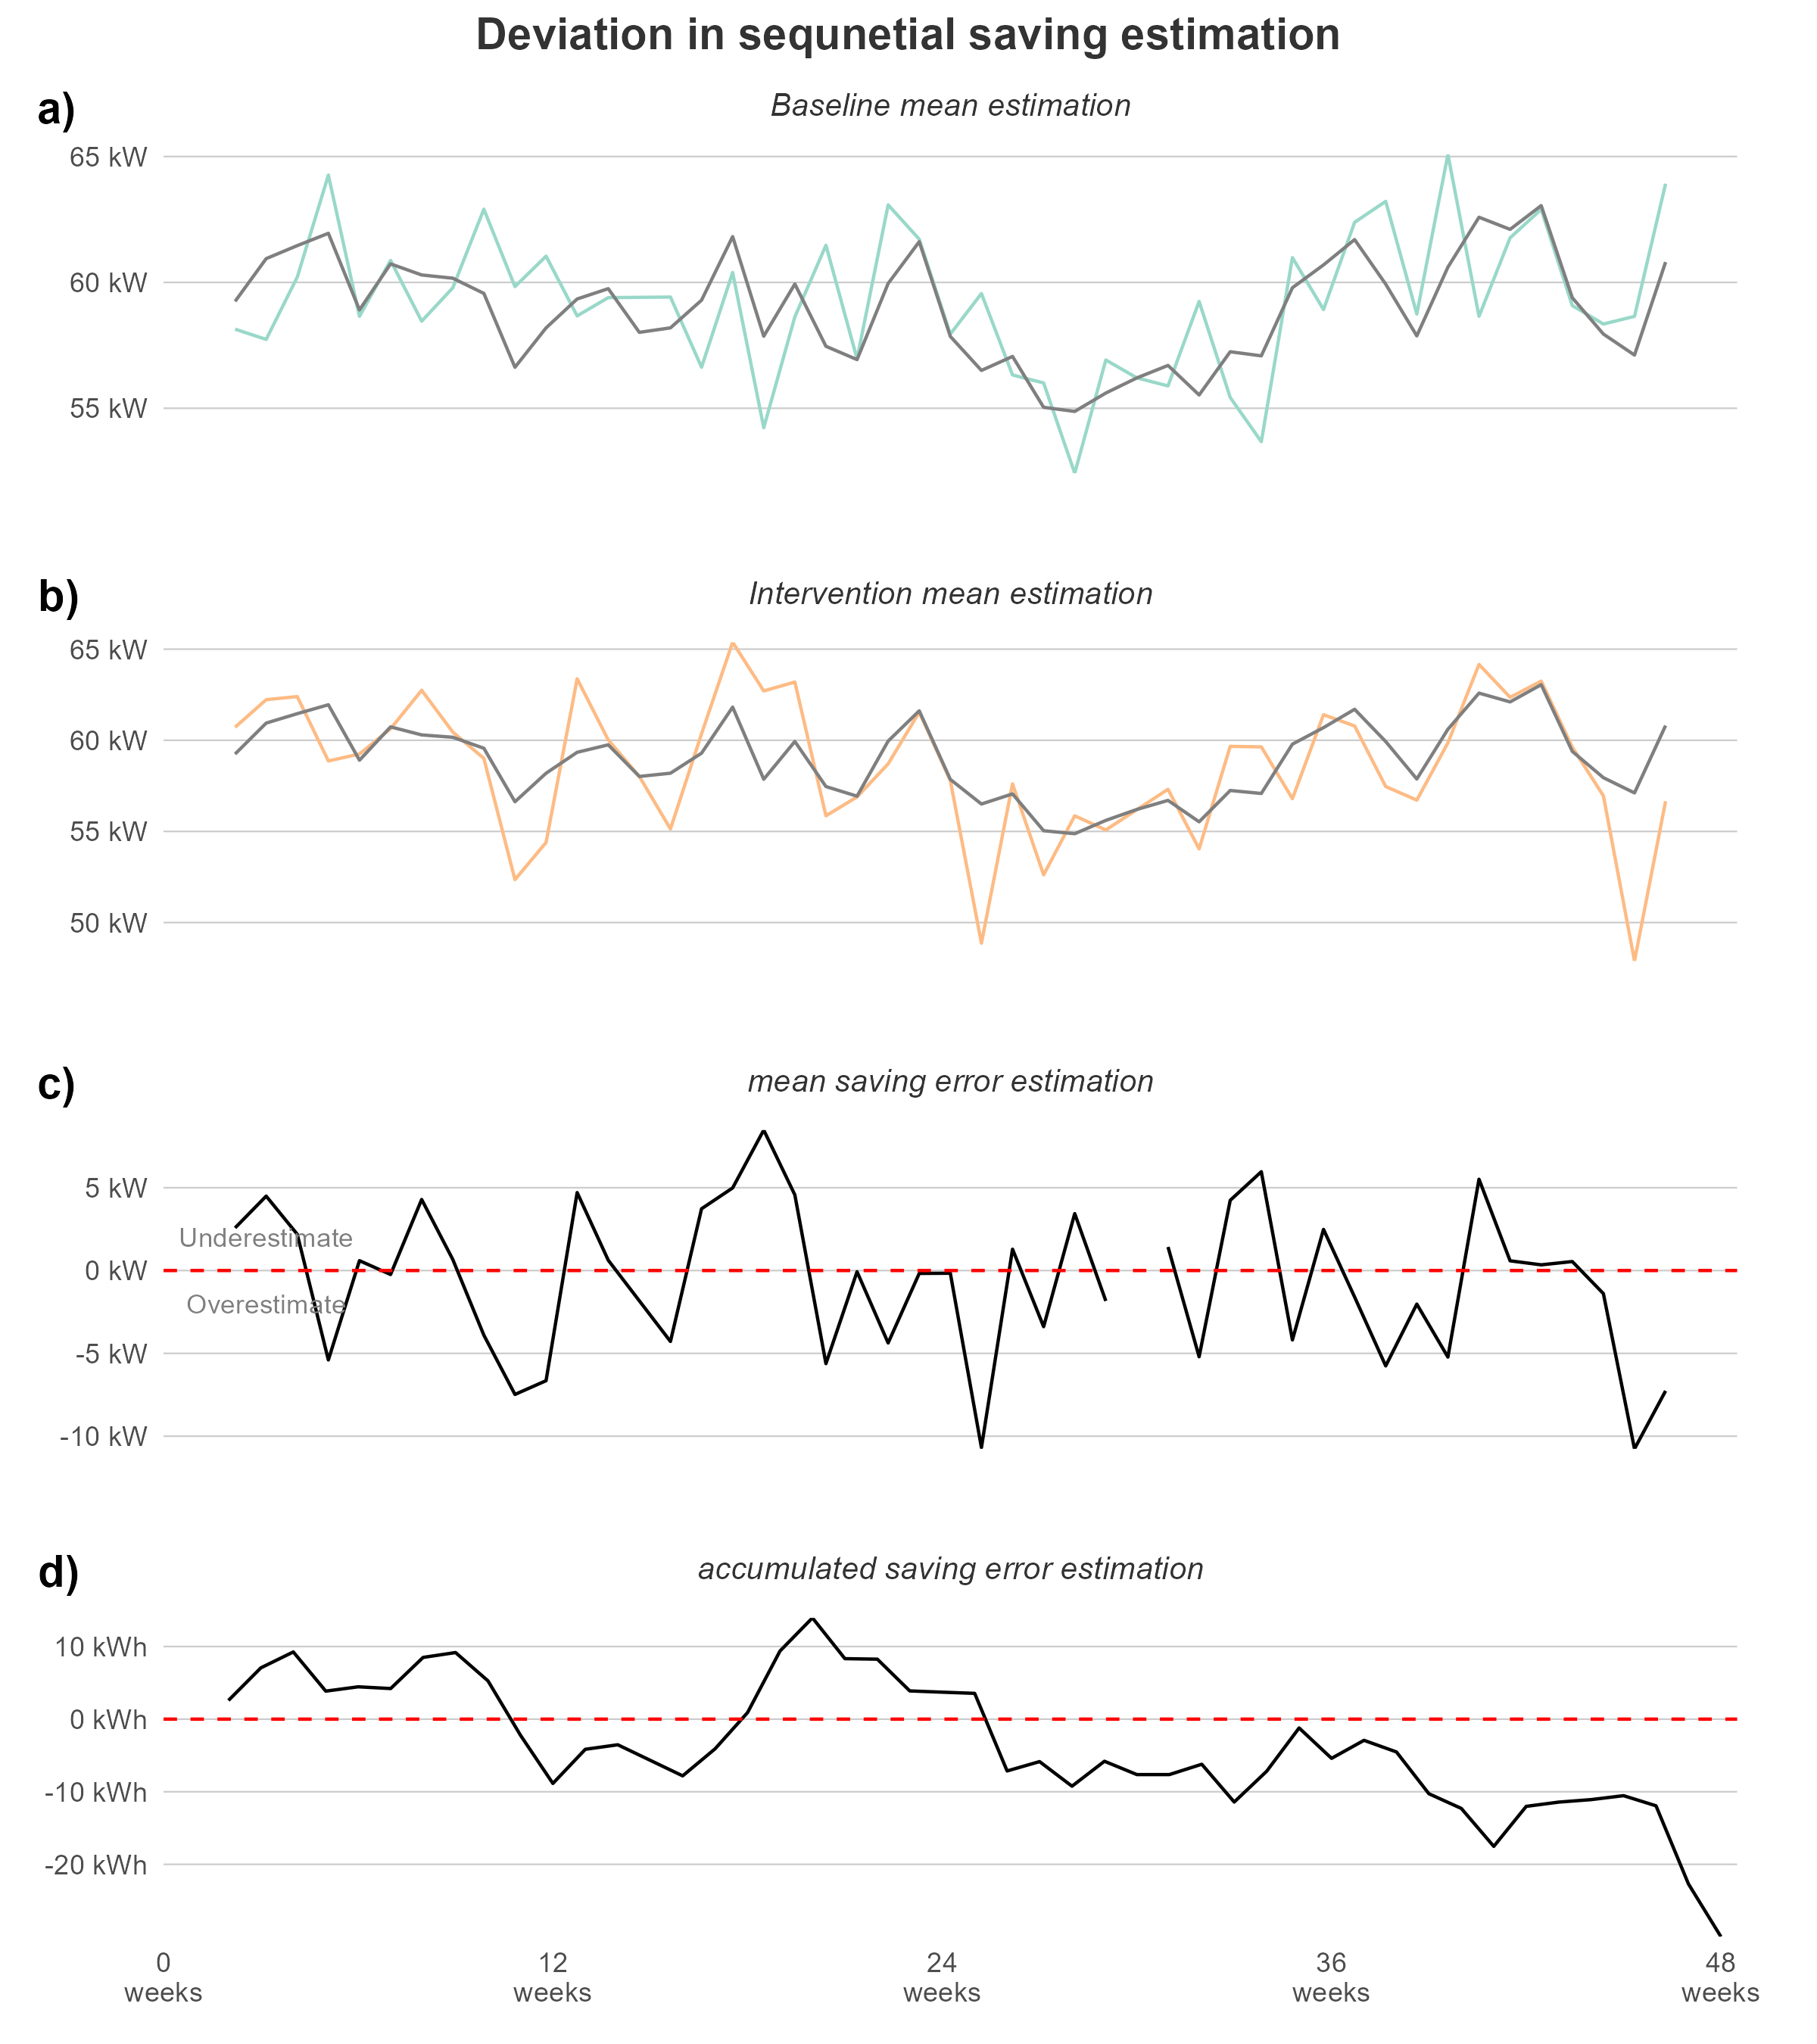 Deviation in sequnetial saving estimation
a)
Baseline mean estimation
65 kW
60 kW
55 kW
b)
Intervention mean estimation
65 kW
60 kW
55 kW
50 kW
c)
mean saving error estimation
5 kW
Underestimate
0 kW
Overestimate
-5 kW
-10 kW
d)
accumulated saving error estimation
10 kWh
0 kWh
-10 kWh
-20 kWh
0 12 24 36 48
weeks weeks weeks weeks weeks